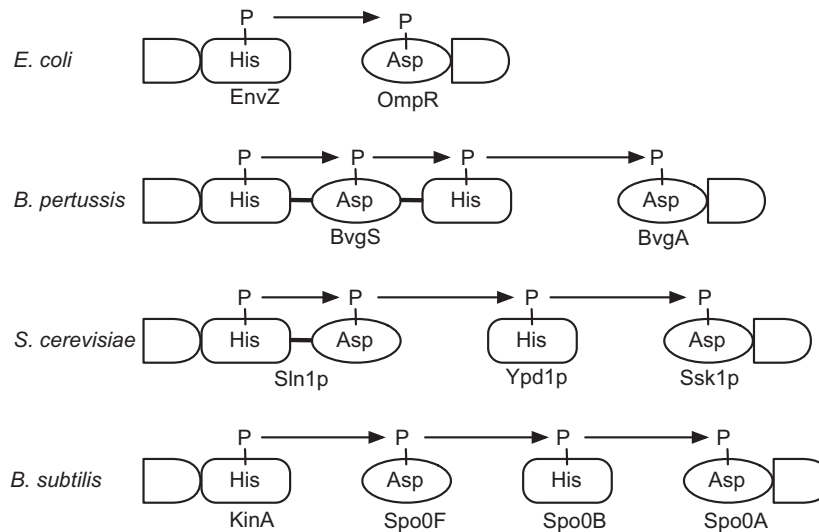 P P
E. coli His Asp
EnvZ OmpR
P P P P
B. pertussis His Asp His Asp
BvgS BvgA
P P P P
S. cerevisiae His Asp His Asp
Sln1p Ypd1p Ssk1p
P P P P
B. subtilis His Asp His Asp
KinA Spo0F Spo0B Spo0A